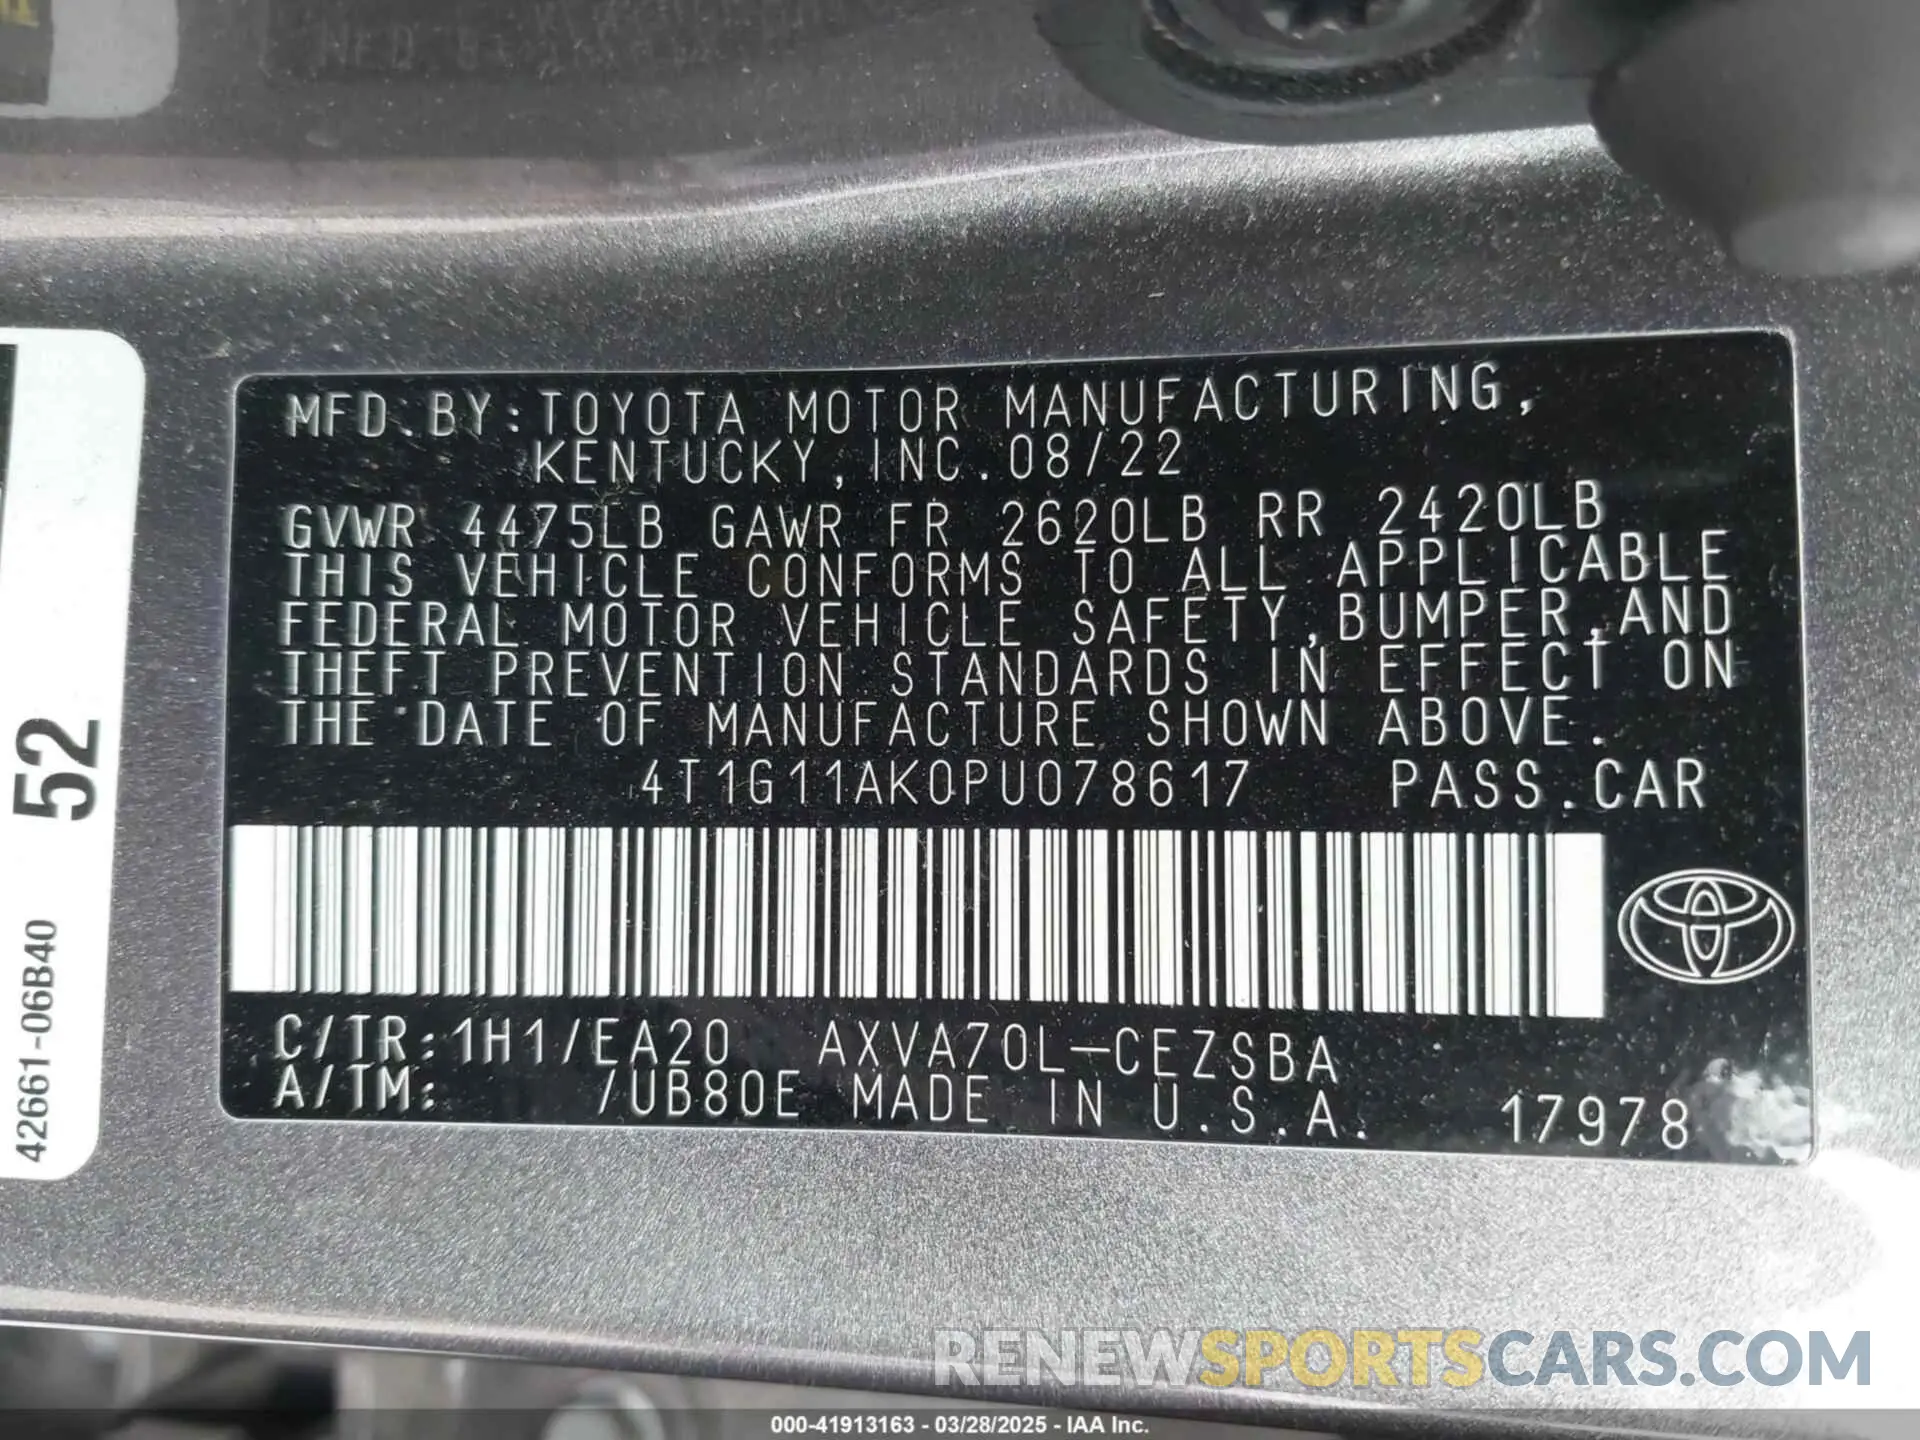 MFD.BY:TOYOTA MOTOR MANUFACTURING,
KENTUCKY,INC.08/22
GVWR 4475LB GAWR FR 2620LB RR 2420LB
THIS VEHICLE CONFORMS TO ALL APPLICABLE
FEDERAL MOTOR VEHICLE SAFETY,BUMPER,AND
THEFT PREVENTION STANDARDS IN EFFECT ON
THE DATE OF MANUFACTURE SHOWN ABOVE.
4T1G11AK0PU078617 PASS.CAR
C/TR:1H1/EA20 AXVA70L-CEZSBA
A/TM: /UB80E MADE IN U.S.A. 17978
52
42661-06B40
RENEWSPORTSCARS.COM
000-41913163 - 03/28/2025 - IAA Inc.